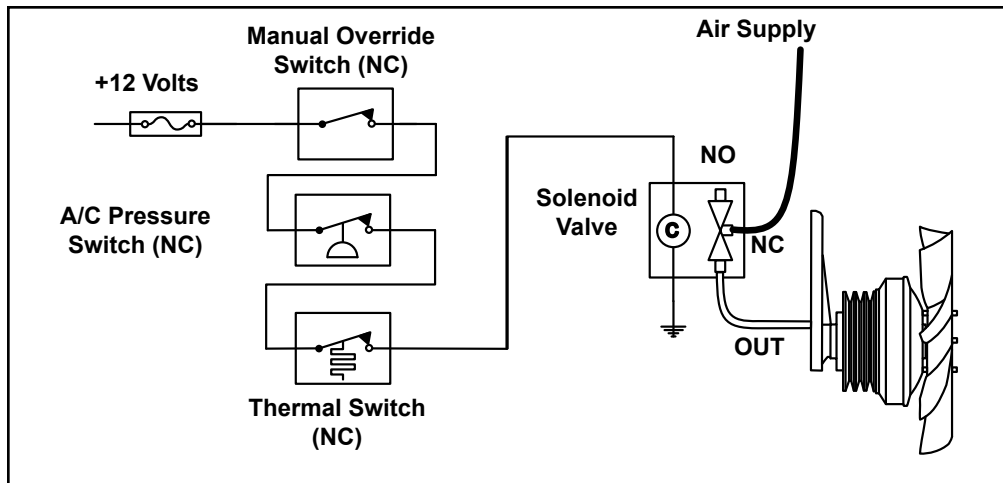 Manual Override
Switch (NC)
Air Supply
+12 Volts
NO
Solenoid
Valve
C
NC
A/C Pressure
Switch (NC)
OUT
Thermal Switch
(NC)